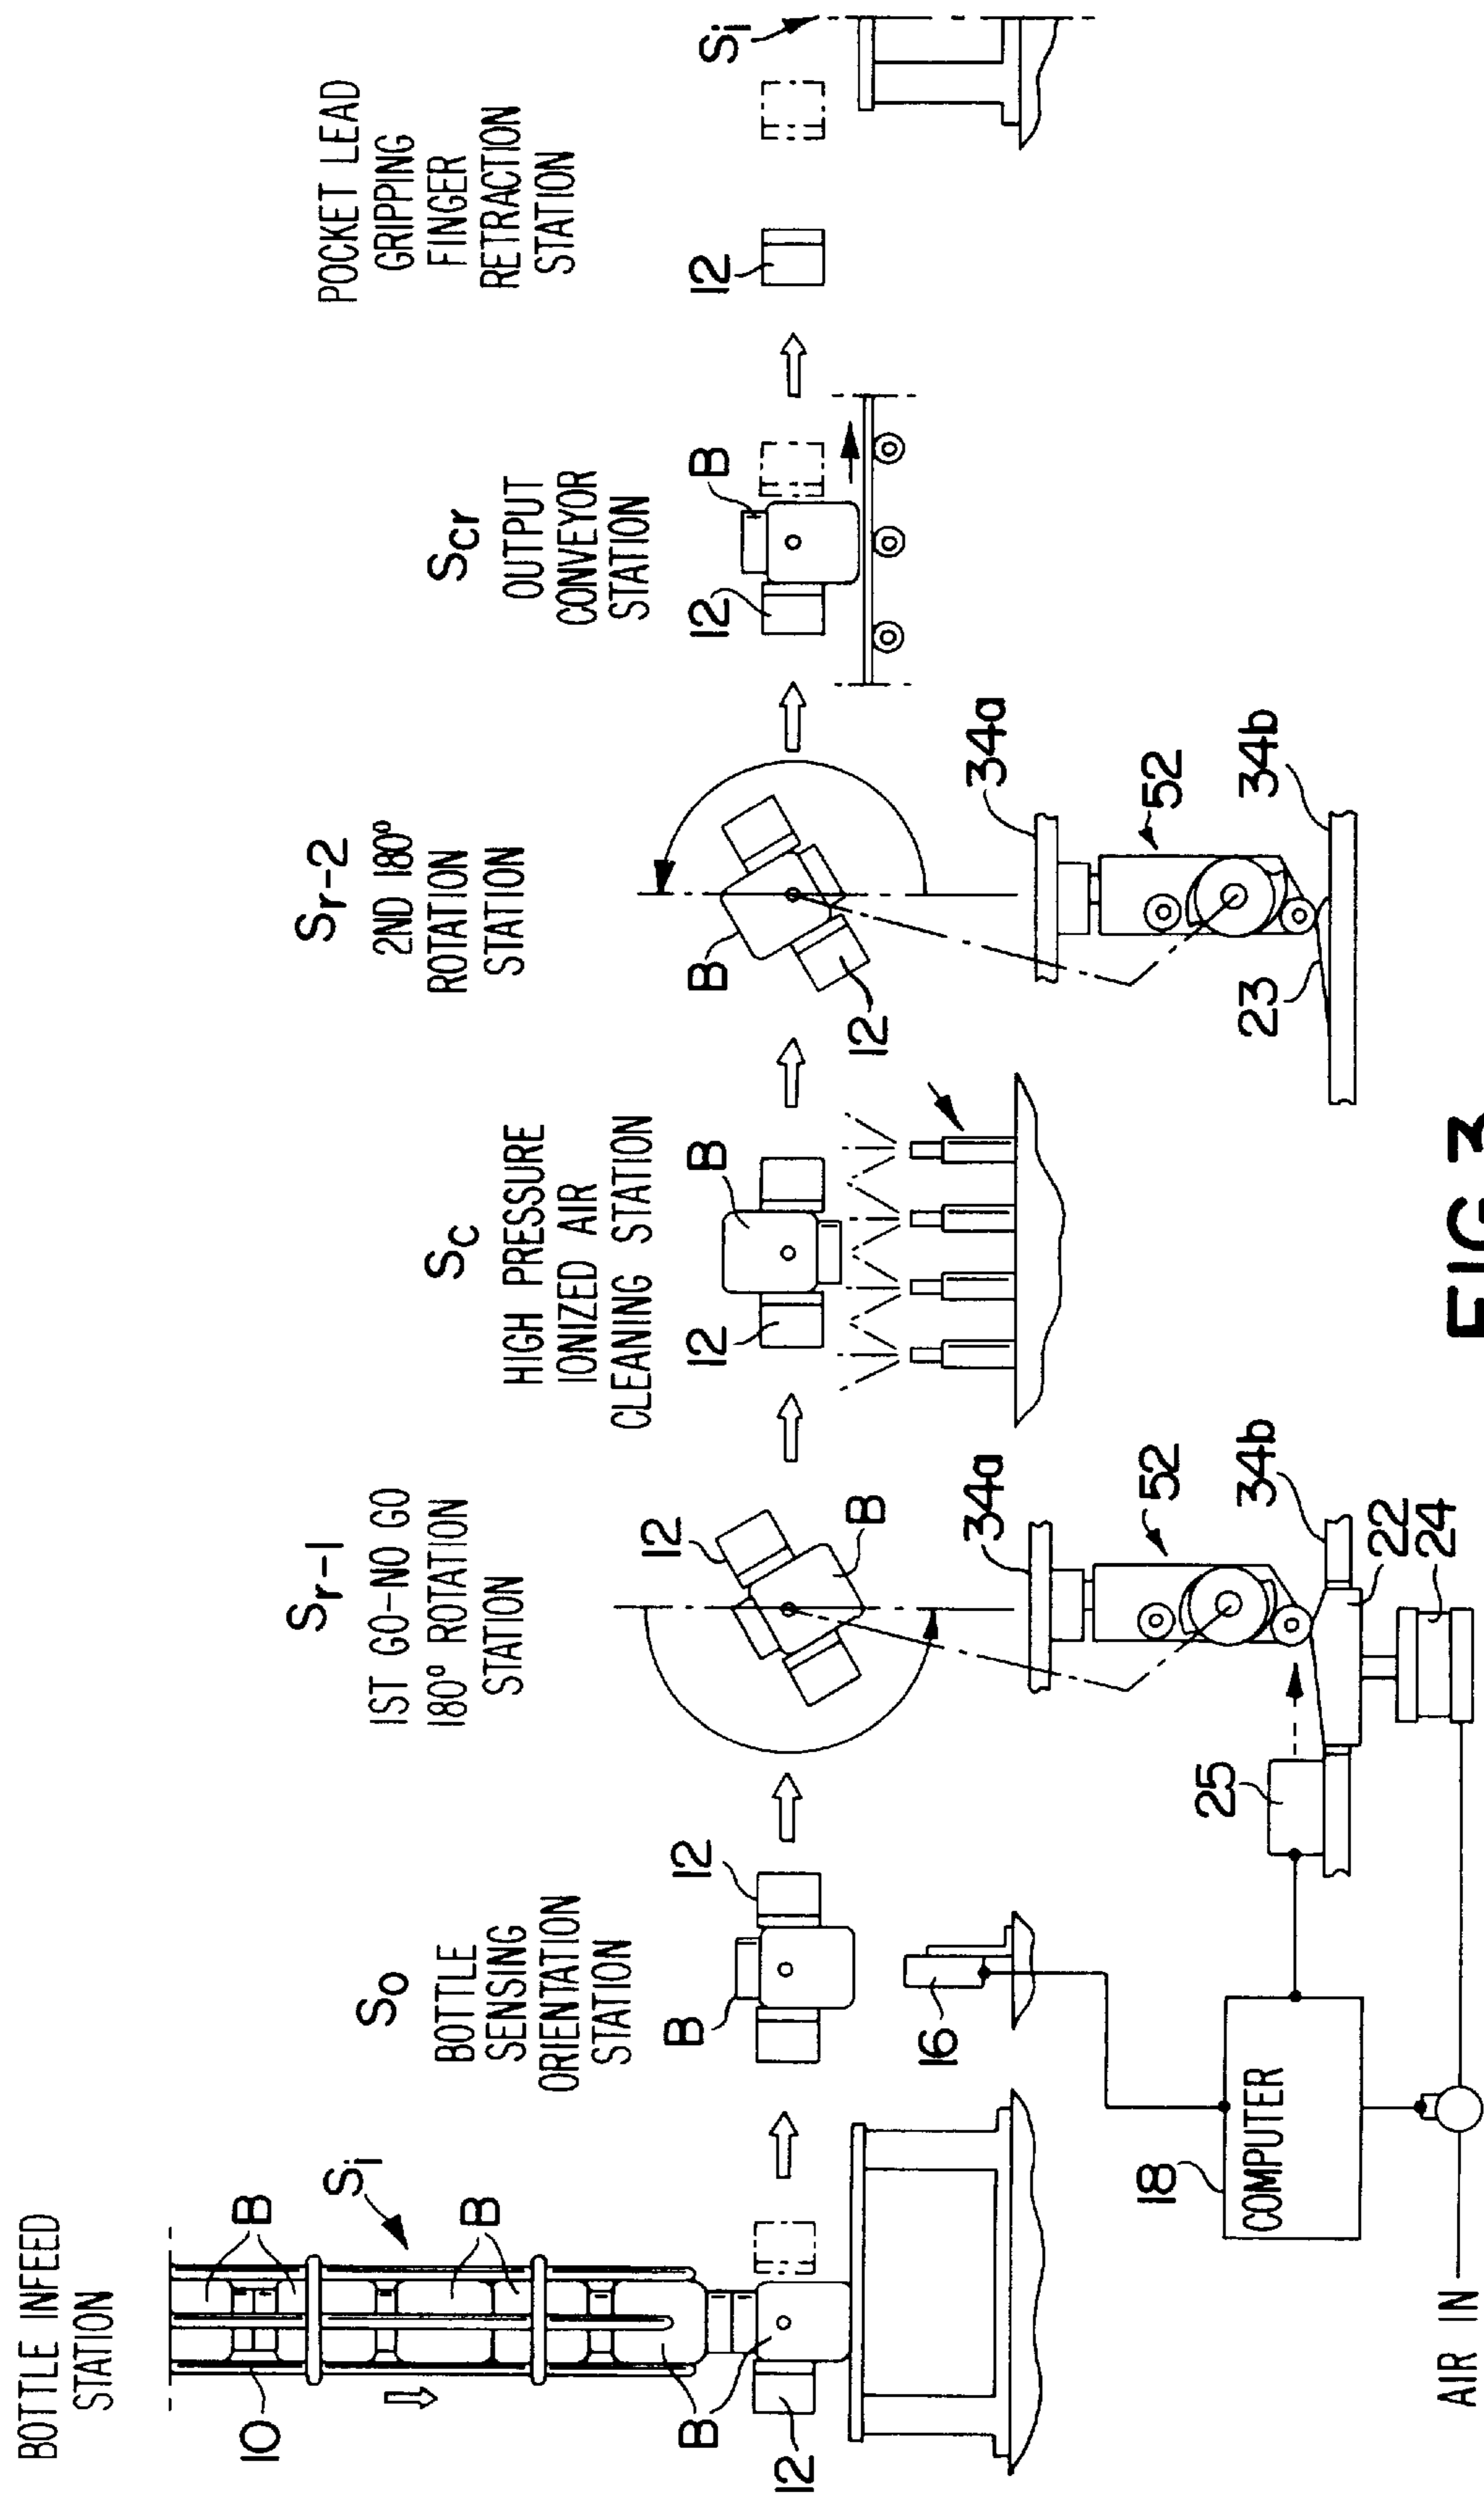 BOTTLE INFEED
STATION
10
B
Si
B
B
12
So
BOTTLE
SENSING
ORIENTATION
STATION
B
12
16
18
COMPUTER
AIR IN
Sr-1
1ST GO-NO GO
180° ROTATION
STATION
12
B
34a
52
34b
25
22
24
Sc
HIGH PRESSURE
IONIZED AIR
CLEANING STATION
12
B
Sr-2
2ND 180°
ROTATION
STATION
B
12
34a
52
34b
23
Scr
OUTPUT
CONVEYOR
STATION
12
B
POCKET LEAD
GRIPPING
FINGER
RETRACTION
STATION
12
Si
FIG 3